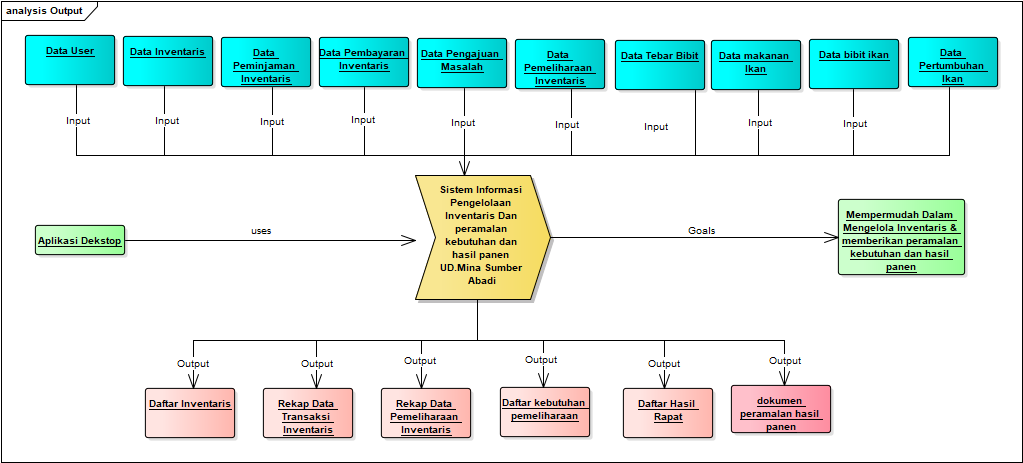 analysis Output
Data User
Data Inventaris
Data
Peminjaman
Inventaris
Data Pembayaran
Inventaris
Data Pengajuan
Masalah
Data
Pemeliharaan
Inventaris
Data Tebar Bibit
Data makanan
Ikan
Data bibit ikan
Data
Pertumbuhan
Ikan
Input
Input
Input
Input
Input
Input
Input
Input
Input
Sistem Informasi
Pengelolaan
Inventaris Dan
peramalan
kebutuhan dan
hasil panen
UD.Mina Sumber
Abadi
Aplikasi Dekstop
uses
Goals
Mempermudah Dalam
Mengelola Inventaris &
memberikan peramalan
kebutuhan dan hasil
panen
Output
Output
Output
Output
Output
Output
Daftar Inventaris
Rekap Data
Transaksi
Inventaris
Rekap Data
Pemeliharaan
Inventaris
Daftar kebutuhan
pemeliharaan
Daftar Hasil
Rapat
dokumen
peramalan hasil
panen